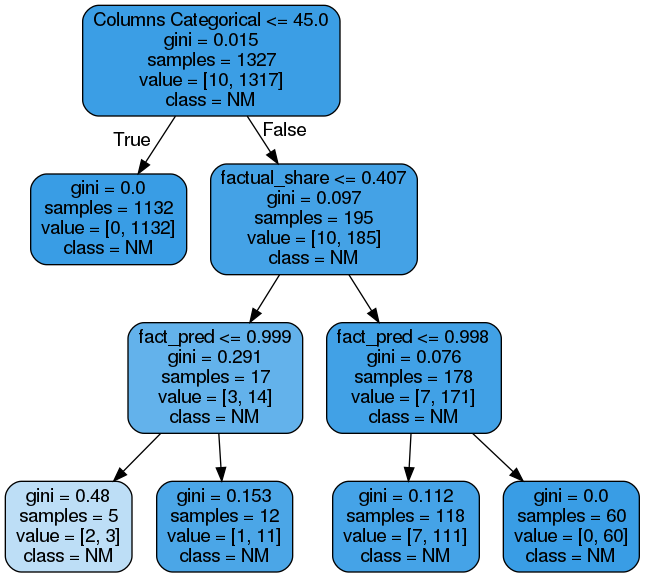 Columns Categorical <= 45.0
gini = 0.015
samples = 1327
value = [10, 1317]
class = NM
True
False
gini = 0.0
samples = 1132
value = [0, 1132]
class = NM
factual_share <= 0.407
gini = 0.097
samples = 195
value = [10, 185]
class = NM
fact_pred <= 0.999
gini = 0.291
samples = 17
value = [3, 14]
class = NM
fact_pred <= 0.998
gini = 0.076
samples = 178
value = [7, 171]
class = NM
gini = 0.48
samples = 5
value = [2, 3]
class = NM
gini = 0.153
samples = 12
value = [1, 11]
class = NM
gini = 0.112
samples = 118
value = [7, 111]
class = NM
gini = 0.0
samples = 60
value = [0, 60]
class = NM